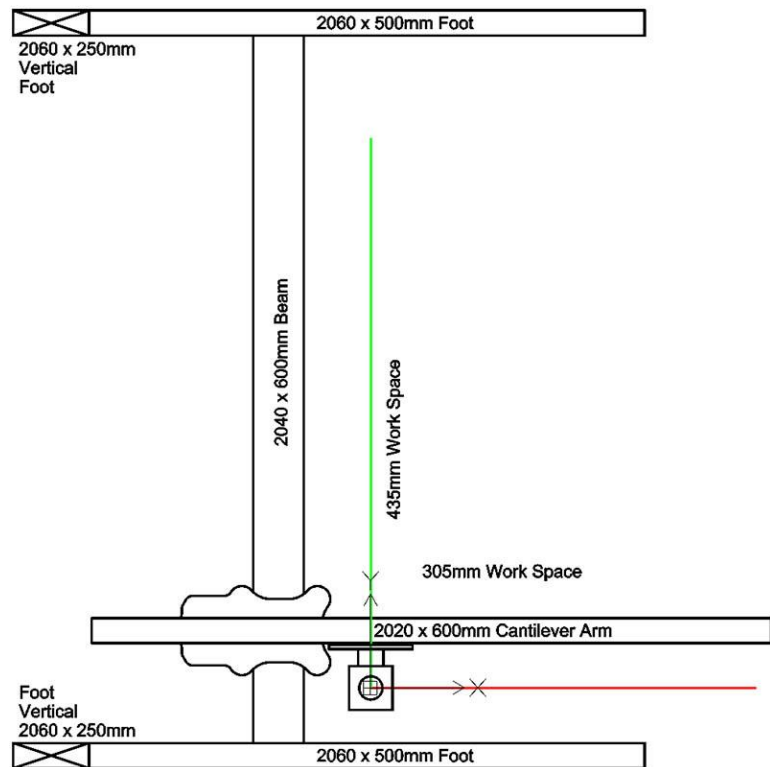 2060 x 500mm Foot
2060 x 250mm
Vertical
Foot
2040 x 600mm Beam
435mm Work Space
Y
305mm Work Space
2020 x 600mm Cantilever Arm
X
Foot
Vertical
2060 x 250mm
2060 x 500mm Foot